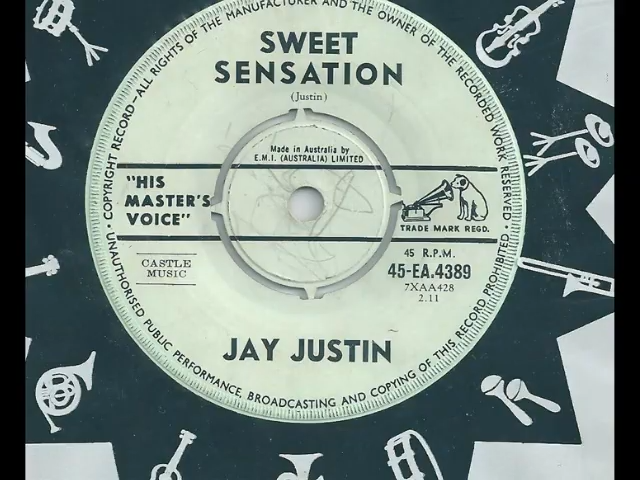 SWEET
SENSATION
(Justin)
Made in Australia by
E.M.I. (AUSTRALIA) LIMITED
"HIS
MASTER'S
VOICE"
TRADE MARK REGD.
CASTLE
MUSIC
45 R.P.M.
45-EA.4389
7XAA428
2.11
JAY JUSTIN
COPYRIGHT RECORD—ALL RIGHTS OF THE MANUFACTURER AND THE OWNER OF THE RECORDED WORK RESERVED • UNAUTHORISED PUBLIC PERFORMANCE BROADCASTING AND COPYING OF THIS RECORD PROHIBITED •